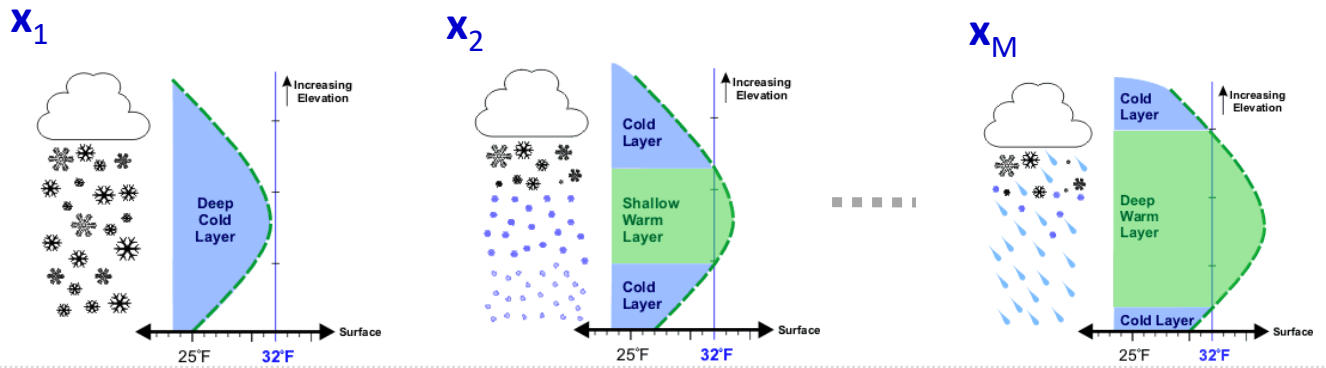 x1
Increasing
Elevation
Deep
Cold
Layer
Surface
25°F
32°F
x2
Increasing
Elevation
Cold
Layer
Shallow
Warm
Layer
Cold
Layer
Surface
25°F
32°F
xM
Increasing
Elevation
Cold
Layer
Deep
Warm
Layer
Cold Layer
Surface
25°F
32°F